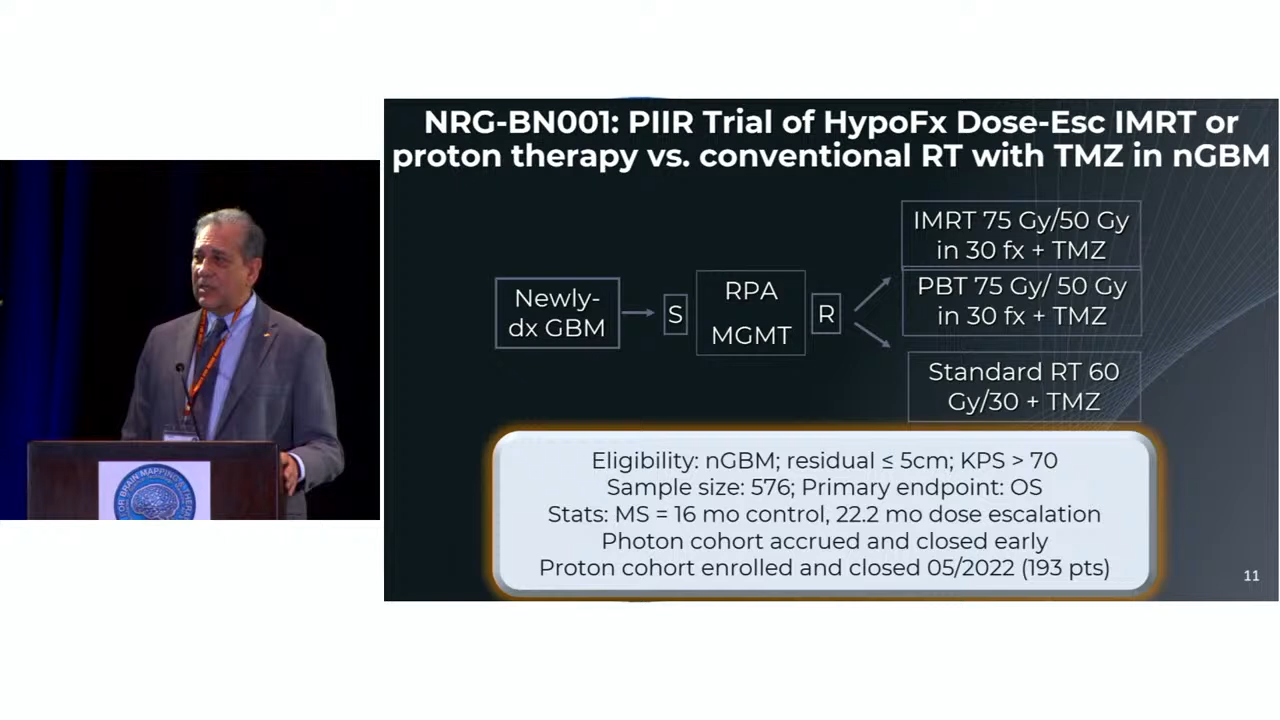 NRG-BN001: PIIR Trial of HypoFx Dose-Esc IMRT or
proton therapy vs. conventional RT with TMZ in nGBM
Newly-
dx GBM
S
RPA
MGMT
R
IMRT 75 Gy/50 Gy
in 30 fx + TMZ
PBT 75 Gy/ 50 Gy
in 30 fx + TMZ
Standard RT 60
Gy/30 + TMZ
Eligibility: nGBM; residual ≤ 5cm; KPS > 70
Sample size: 576; Primary endpoint: OS
Stats: MS = 16 mo control, 22.2 mo dose escalation
Photon cohort accrued and closed early
Proton cohort enrolled and closed 05/2022 (193 pts)
11
BRAIN MAPPING &